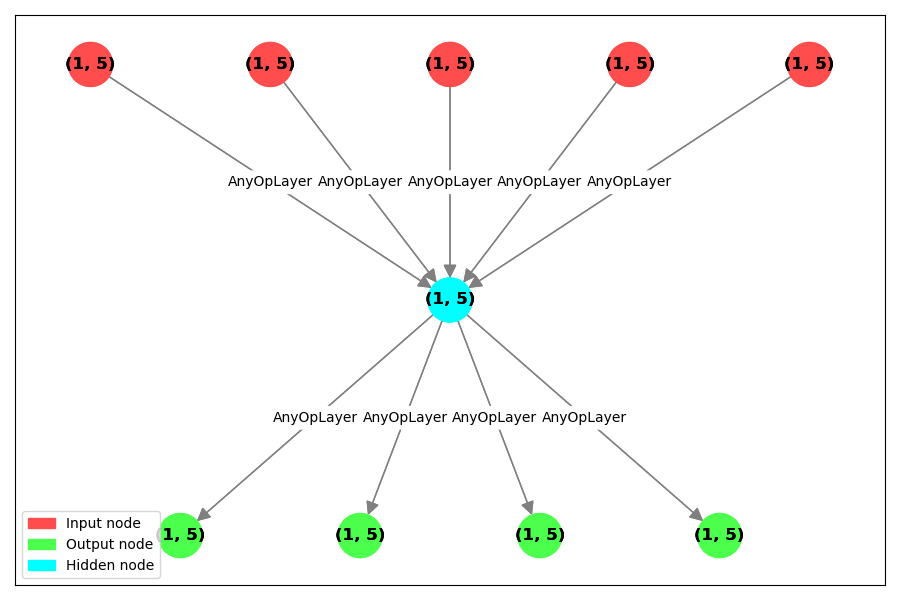 (1, 5) (1, 5) (1, 5) (1, 5) (1, 5)
AnyOpLayer AnyOpLayer AnyOpLayer AnyOpLayer AnyOpLayer
(1, 5)
AnyOpLayer AnyOpLayer AnyOpLayer AnyOpLayer
(1, 5) (1, 5) (1, 5) (1, 5)
Input node
Output node
Hidden node